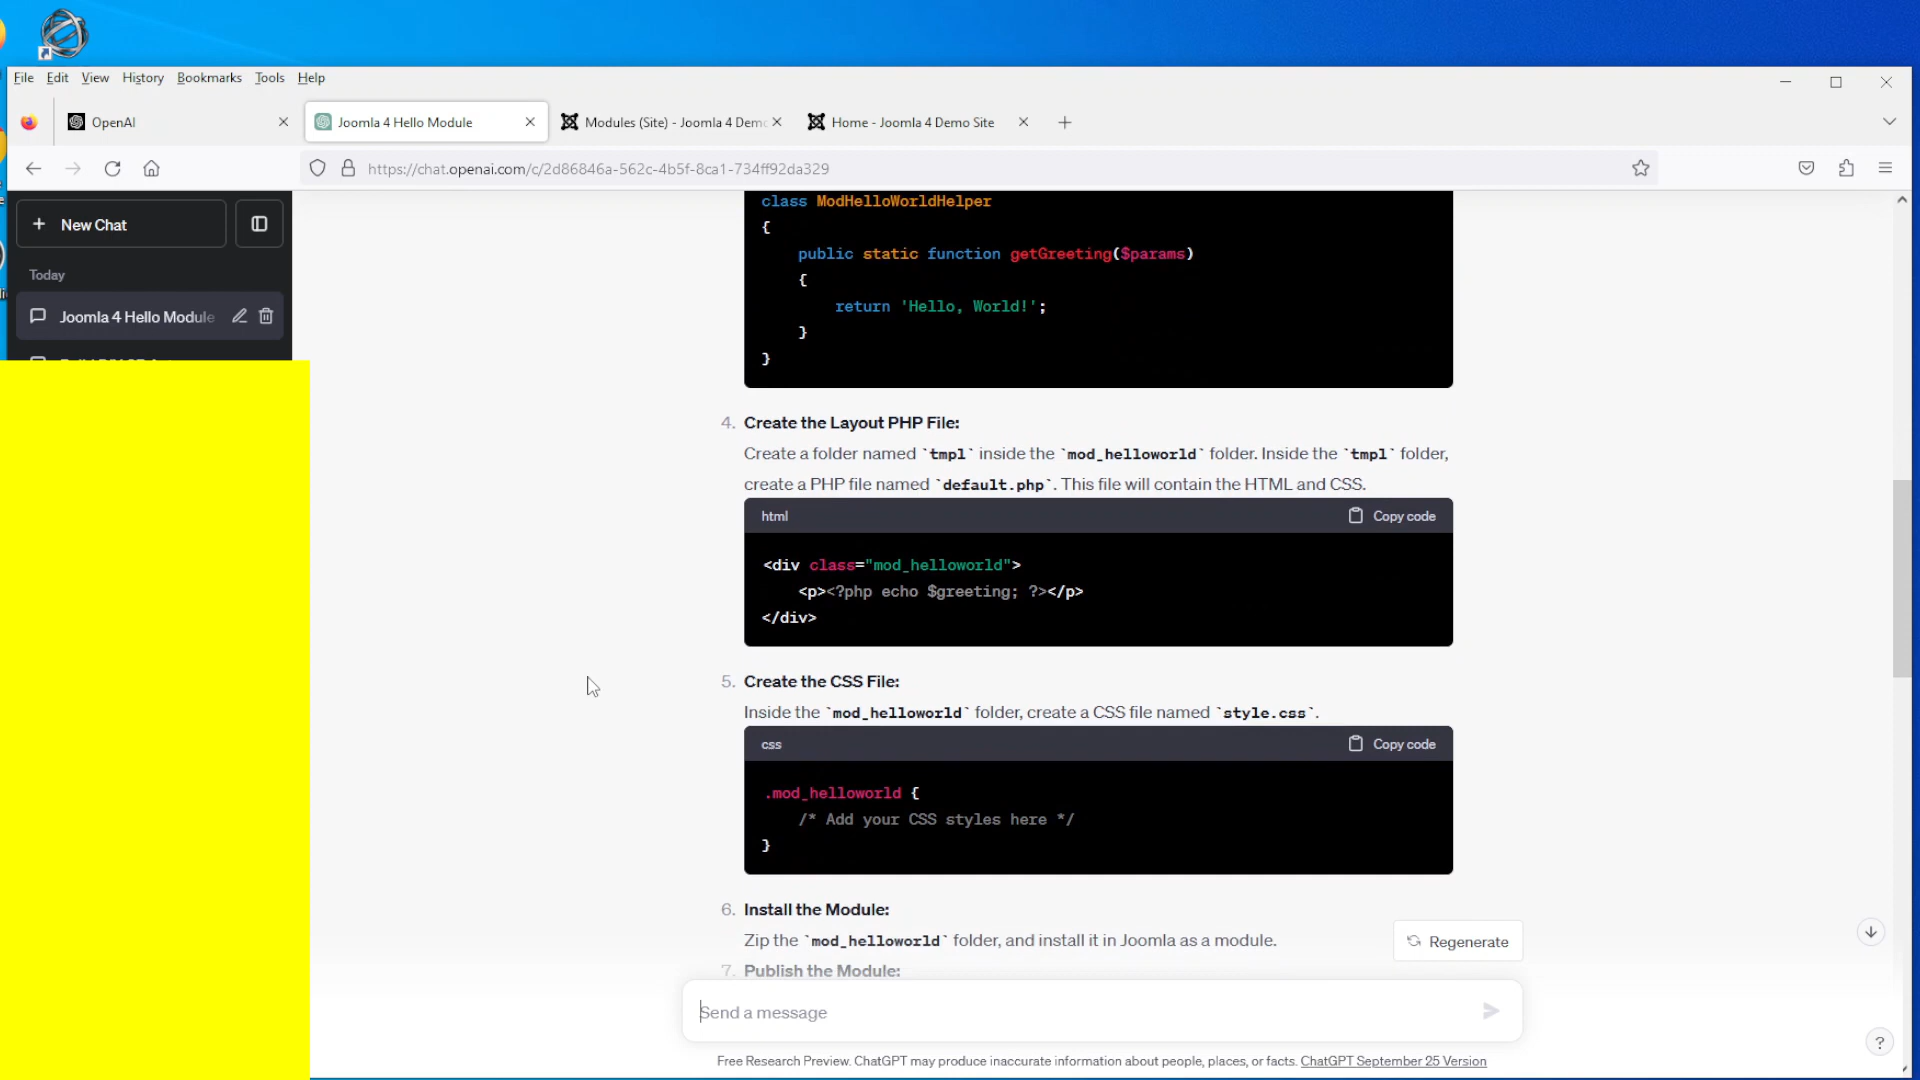 File Edit View History Bookmarks Tools Help
OpenAI
Joomla 4 Hello Module
Modules (Site) - Joomla 4 Demo
Home - Joomla 4 Demo Site
https://chat.openai.com/c/2d86846a-562c-4b5f-8ca1-734ff92da329
+ New Chat
Today
Joomla 4 Hello Module
class ModHelloWorldHelper
{
public static function getGreeting($params)
{
return 'Hello, World!';
}
}
4. Create the Layout PHP File:
Create a folder named `tmpl` inside the `mod_helloworld` folder. Inside the `tmpl` folder,
create a PHP file named `default.php`. This file will contain the HTML and CSS.
html Copy code
<div class="mod_helloworld">
<p><?php echo $greeting; ?></p>
</div>
5. Create the CSS File:
Inside the `mod_helloworld` folder, create a CSS file named `style.css`.
css Copy code
.mod_helloworld {
/* Add your CSS styles here */
}
6. Install the Module:
Zip the `mod_helloworld` folder, and install it in Joomla as a module.
Regenerate
7. Publish the Module:
Send a message
Free Research Preview. ChatGPT may produce inaccurate information about people, places, or facts. ChatGPT September 25 Version
?